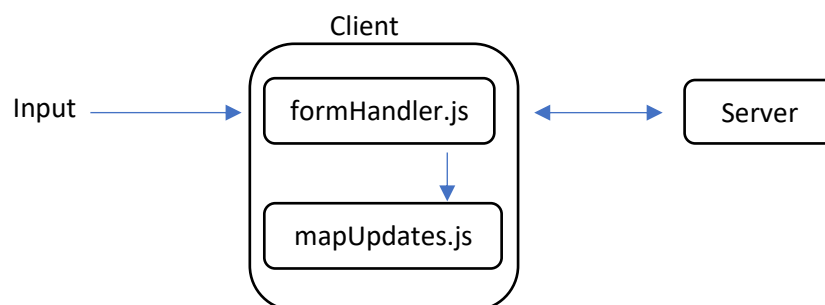 Client
Input
formHandler.js
Server
mapUpdates.js